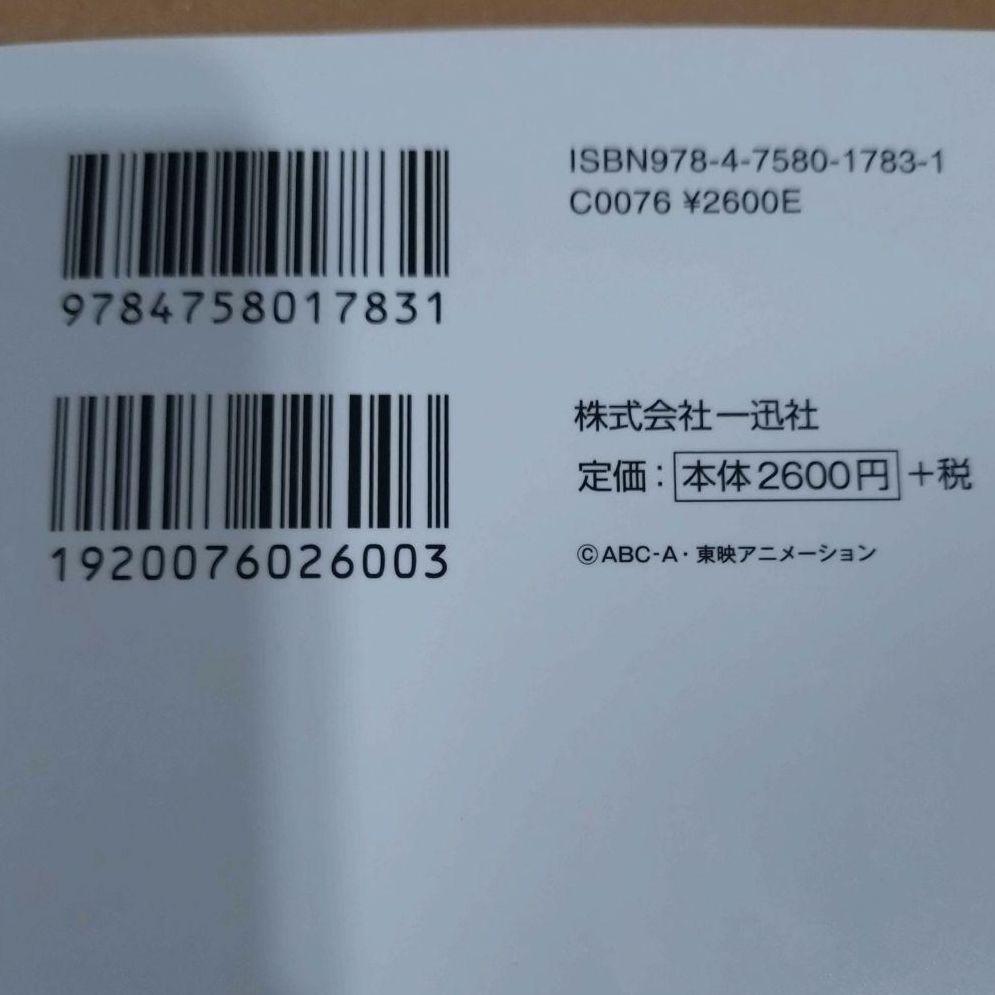 9784758017831
ISBN978-4-7580-1783-1
C0076 ¥2600E
1920076026003
株式会社一迅社
定価：本体2600円+税
©ABC-A・東映アニメーション